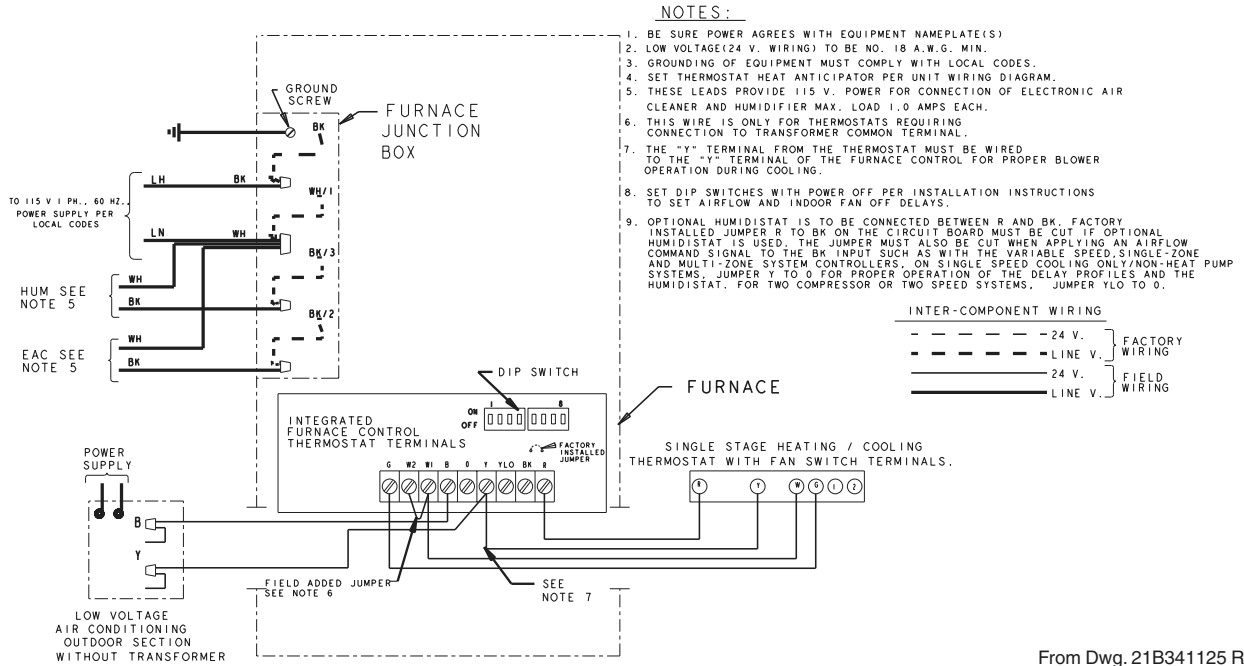 NOTES:
1. BE SURE POWER AGREES WITH EQUIPMENT NAMEPLATE(S)
2. LOW VOLTAGE(24 V. WIRING) TO BE NO. 18 A.W.G. MIN.
3. GROUNDING OF EQUIPMENT MUST COMPLY WITH LOCAL CODES.
4. SET THERMOSTAT HEAT ANTICIPATOR PER UNIT WIRING DIAGRAM.
5. THESE LEADS PROVIDE 115 V. POWER FOR CONNECTION OF ELECTRONIC AIR
CLEANER AND HUMIDIFIER MAX. LOAD 1.0 AMPS EACH.
6. THIS WIRE IS ONLY FOR THERMOSTATS REQUIRING
CONNECTION TO TRANSFORMER COMMON TERMINAL.
7. THE "Y" TERMINAL FROM THE THERMOSTAT MUST BE WIRED
TO THE "Y" TERMINAL OF THE FURNACE CONTROL FOR PROPER BLOWER
OPERATION DURING COOLING.
8. SET DIP SWITCHES WITH POWER OFF PER INSTALLATION INSTRUCTIONS
TO SET AIRFLOW AND INDOOR FAN OFF DELAYS.
9. OPTIONAL HUMIDISTAT IS TO BE CONNECTED BETWEEN R AND BK. FACTORY
INSTALLED JUMPER R TO BK ON THE CIRCUIT BOARD MUST BE CUT IF OPTIONAL
HUMIDISTAT IS USED. THE JUMPER MUST ALSO BE CUT WHEN APPLYING AN AIRFLOW
COMMAND SIGNAL TO THE BK INPUT SUCH AS WITH THE VARIABLE SPEED,SINGLE-ZONE
AND MULTI-ZONE SYSTEM CONTROLLERS, ON SINGLE SPEED COOLING ONLY/NON-HEAT PUMP
SYSTEMS, JUMPER Y TO O FOR PROPER OPERATION OF THE DELAY PROFILES AND THE
HUMIDISTAT. FOR TWO COMPRESSOR OR TWO SPEED SYSTEMS, JUMPER YLO TO O.
INTER-COMPONENT WIRING
24 V.
LINE V.
FACTORY
WIRING
24 V.
LINE V.
FIELD
WIRING
GROUND
SCREW
FURNACE
JUNCTION
BOX
BK
LH
BK
WH/1
TO 115 V 1 PH., 60 HZ.
POWER SUPPLY PER
LOCAL CODES
LN
WH
BK/3
HUM SEE
NOTE 5
WH
BK
BK/2
EAC SEE
NOTE 5
WH
BK
DIP SWITCH
FURNACE
1
8
ON
OFF
INTEGRATED
FURNACE CONTROL
THERMOSTAT TERMINALS
FACTORY
INSTALLED
JUMPER
G W2 W1 B O Y YLO BK R
SINGLE STAGE HEATING / COOLING
THERMOSTAT WITH FAN SWITCH TERMINALS.
R Y W G 1 2
POWER
SUPPLY
B
Y
FIELD ADDED JUMPER
SEE NOTE 6
SEE
NOTE 7
LOW VOLTAGE
AIR CONDITIONING
OUTDOOR SECTION
WITHOUT TRANSFORMER
From Dwg. 21B341125 R